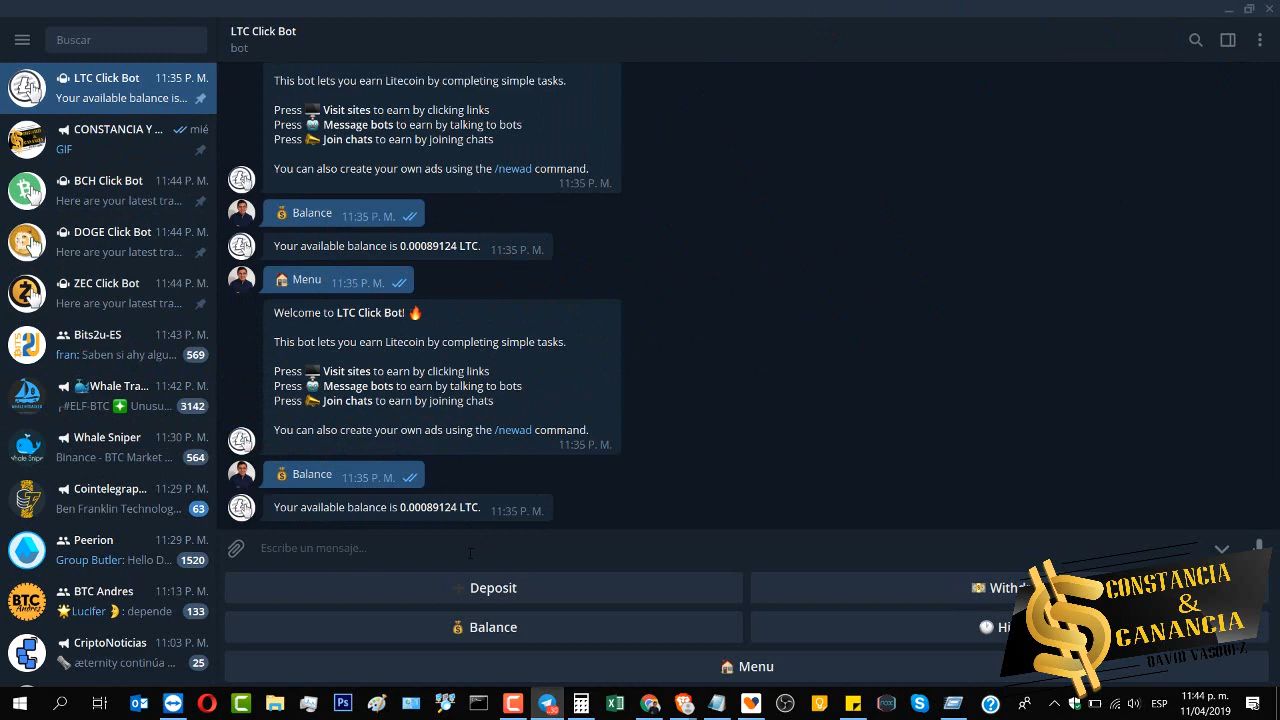 Buscar
LTC Click Bot 11:35 P. M.
Your available balance is...
CONSTANCIA Y ... mié
GIF
BCH Click Bot 11:44 P. M.
Here are your latest tra...
DOGE Click Bot 11:44 P. M.
Here are your latest tra...
ZEC Click Bot 11:44 P. M.
Here are your latest tra...
Bits2u-ES 11:43 P. M.
fran: Saben si ahy algu... 569
Whale Tra... 11:42 P. M.
┌#ELF-BTC Unusu... 3142
Whale Sniper 11:30 P. M.
Binance - BTC Market ... 564
Cointelegrap... 11:29 P. M.
Ben Franklin Technolog... 63
Peerion 11:29 P. M.
Group Butler: Hello D... 1520
BTC Andres 11:13 P. M.
Lucifer : depende 133
CriptoNoticias 11:03 P. M.
æternity continúa ... 25
LTC Click Bot
bot
This bot lets you earn Litecoin by completing simple tasks.
Press Visit sites to earn by clicking links
Press Message bots to earn by talking to bots
Press Join chats to earn by joining chats
You can also create your own ads using the /newad command.
11:35 P. M.
Balance 11:35 P. M.
Your available balance is 0.00089124 LTC. 11:35 P. M.
Menu 11:35 P. M.
Welcome to LTC Click Bot!
This bot lets you earn Litecoin by completing simple tasks.
Press Visit sites to earn by clicking links
Press Message bots to earn by talking to bots
Press Join chats to earn by joining chats
You can also create your own ads using the /newad command.
11:35 P. M.
Balance 11:35 P. M.
Your available balance is 0.00089124 LTC. 11:35 P. M.
Escribe un mensaje...
Deposit
Withd
Balance
Hi
Menu
CONSTANCIA
&
GANANCIA
DAVID VASQUEZ
ESP
11:44 p. m.
11/04/2019